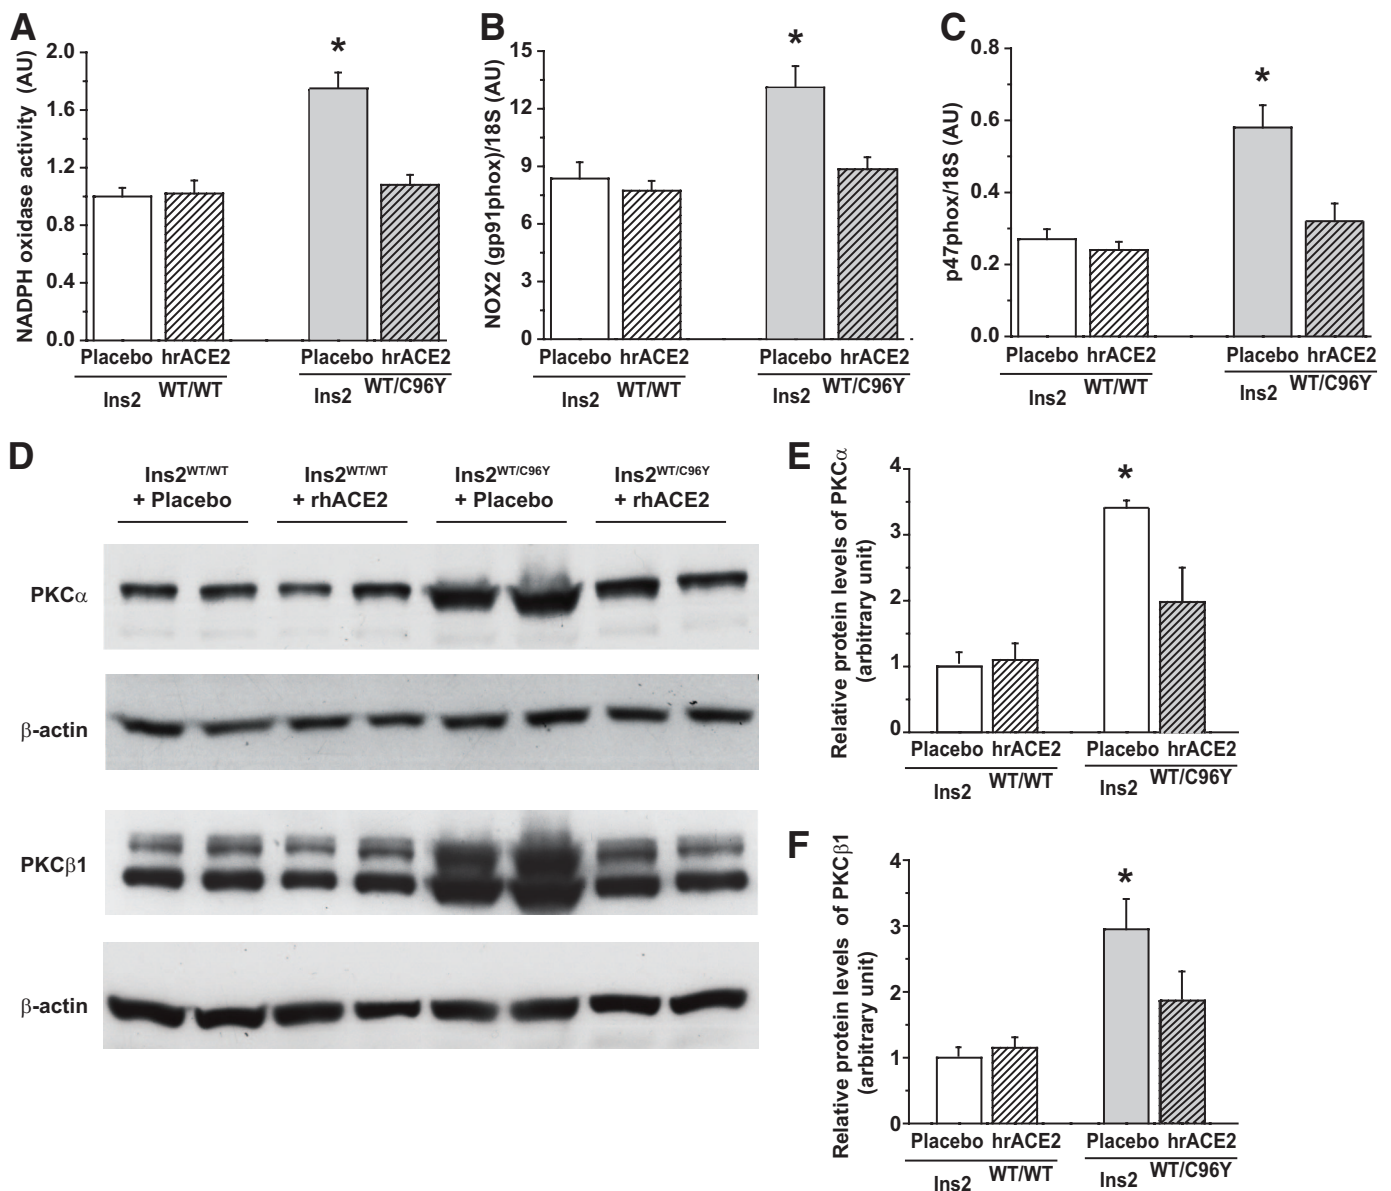 A
NADPH oxidase activity (AU)
2.0
1.6
1.2
0.8
0.4
0.0
*
Placebo hrACE2
Ins2 WT/WT
Placebo hrACE2
Ins2 WT/C96Y
B
NOX2 (gp91phox)/18S (AU)
15
12
9
6
3
0
*
Placebo hrACE2
Ins2 WT/WT
Placebo hrACE2
Ins2 WT/C96Y
C
p47phox/18S (AU)
0.8
0.6
0.4
0.2
0.0
*
Placebo hrACE2
Ins2 WT/WT
Placebo hrACE2
Ins2 WT/C96Y
D
Ins2WT/WT
+ Placebo
Ins2WT/WT
+ rhACE2
Ins2WT/C96Y
+ Placebo
Ins2WT/C96Y
+ rhACE2
PKCα
β-actin
PKCβ1
β-actin
E
Relative protein levels of PKCα
(arbitrary unit)
4
3
2
1
0
*
Placebo hrACE2
Ins2 WT/WT
Placebo hrACE2
Ins2 WT/C96Y
F
Relative protein levels of PKCβ1
(arbitrary unit)
4
3
2
1
0
*
Placebo hrACE2
Ins2 WT/WT
Placebo hrACE2
Ins2 WT/C96Y